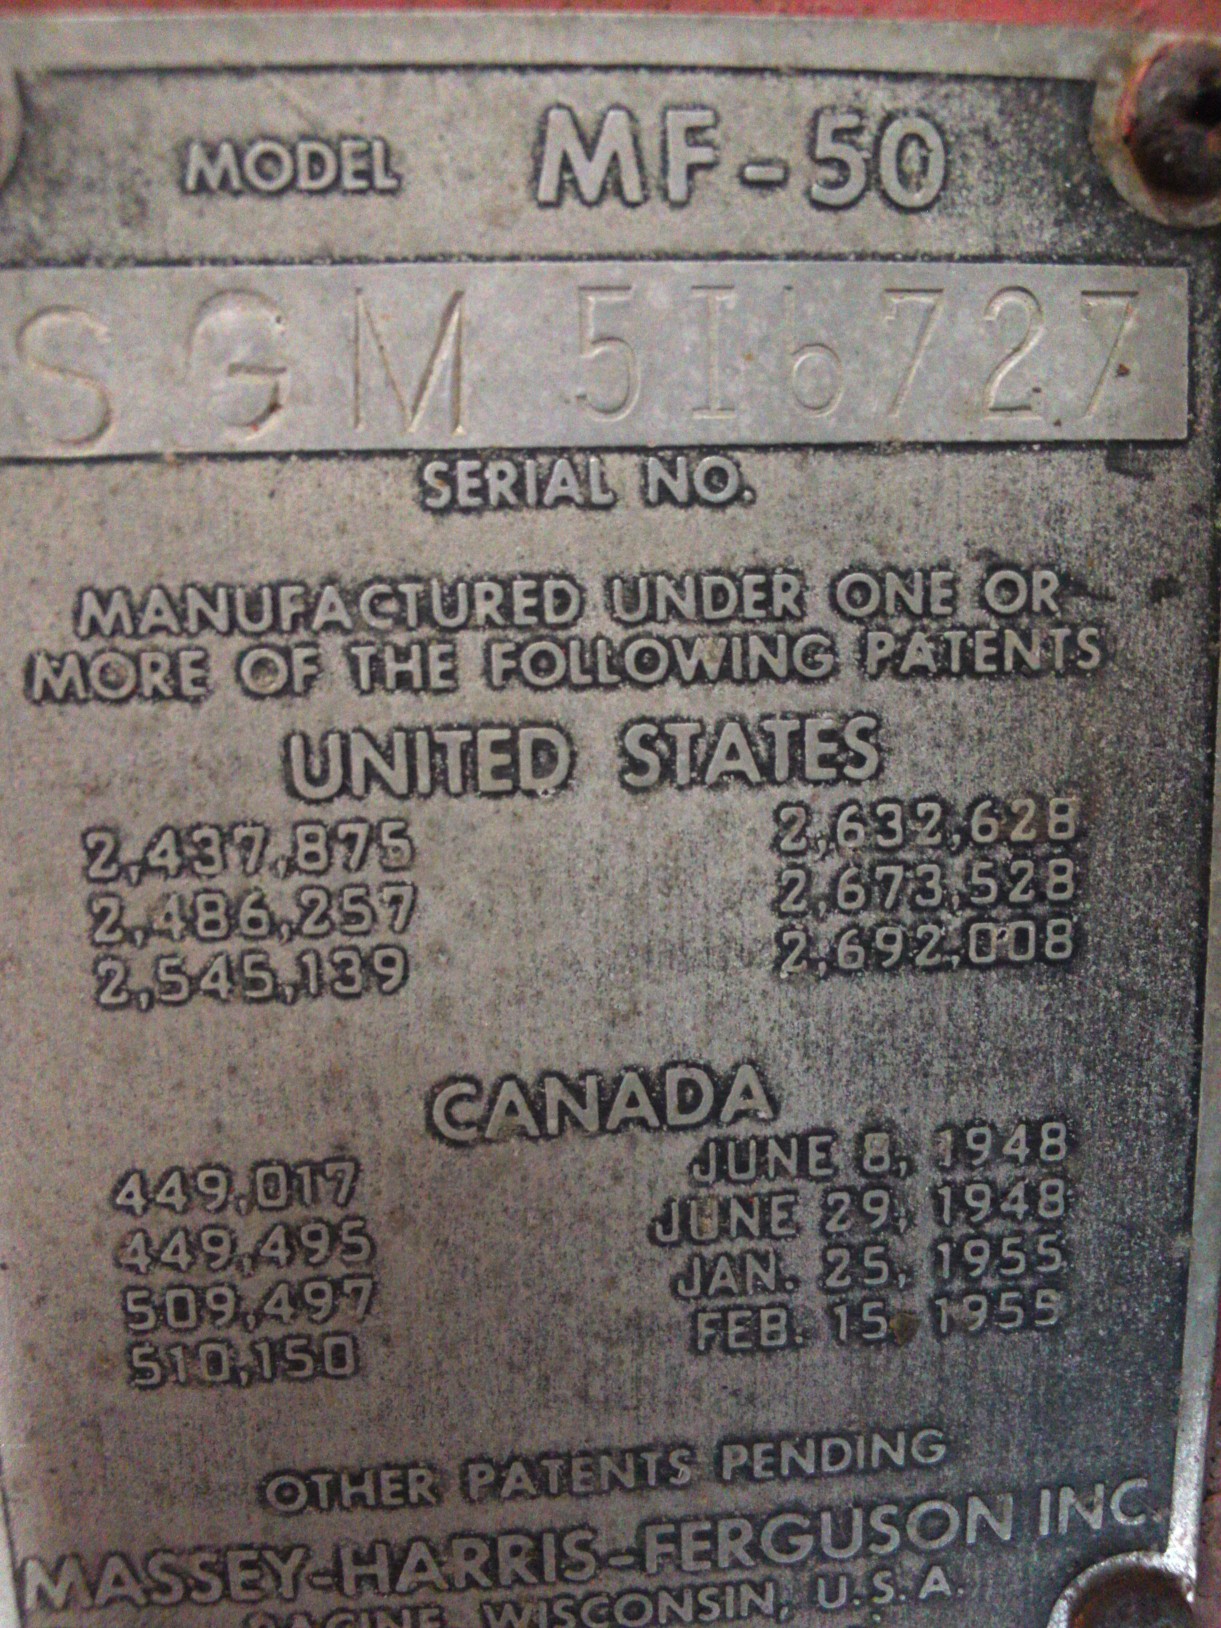 MODEL MF-50
SGM 516727
SERIAL NO.
MANUFACTURED UNDER ONE OR
MORE OF THE FOLLOWING PATENTS
UNITED STATES
2,437,875 2,632,628
2,486,257 2,673,528
2,545,139 2,692,008
CANADA
449,017 JUNE 8, 1948
449,495 JUNE 29, 1948
509,497 JAN. 25, 1955
510,150 FEB. 15, 1955
OTHER PATENTS PENDING
MASSEY-HARRIS-FERGUSON INC.
RACINE, WISCONSIN, U.S.A.